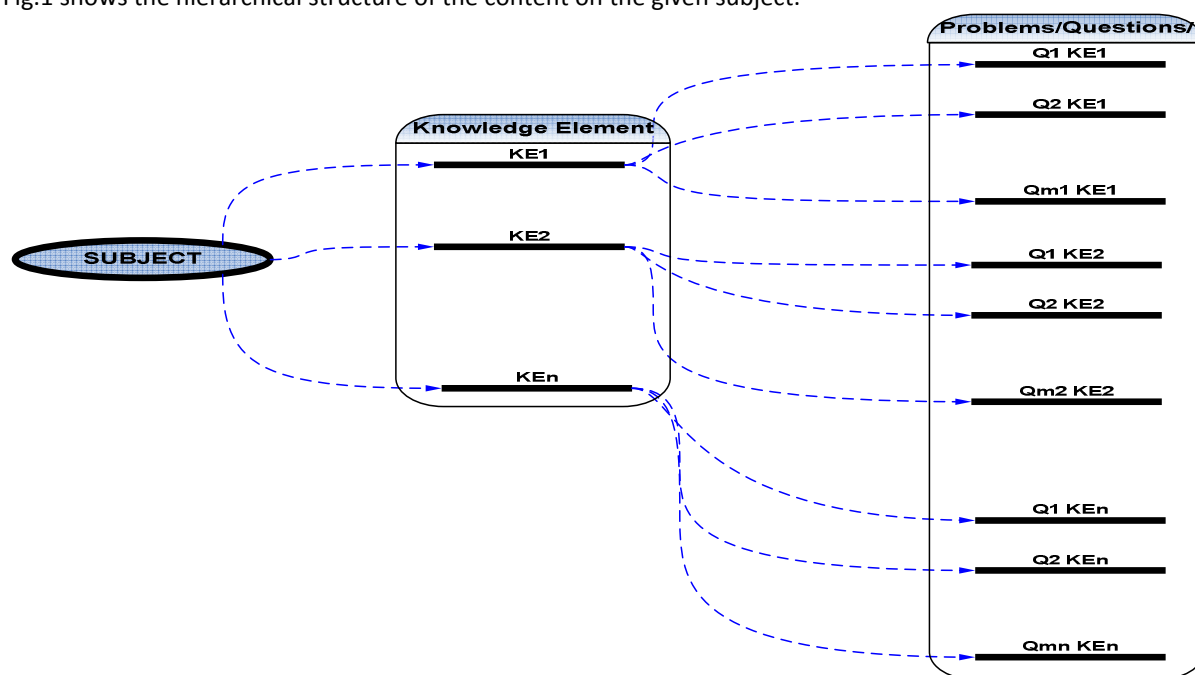 Fig.1 shows the hierarchical structure of the content on the given subject.
Problems/Questions/
Q1 KE1
Q2 KE1
Knowledge Element
KE1
Qm1 KE1
KE2
Q1 KE2
SUBJECT
Q2 KE2
KEn
Qm2 KE2
Q1 KEn
Q2 KEn
Qmn KEn